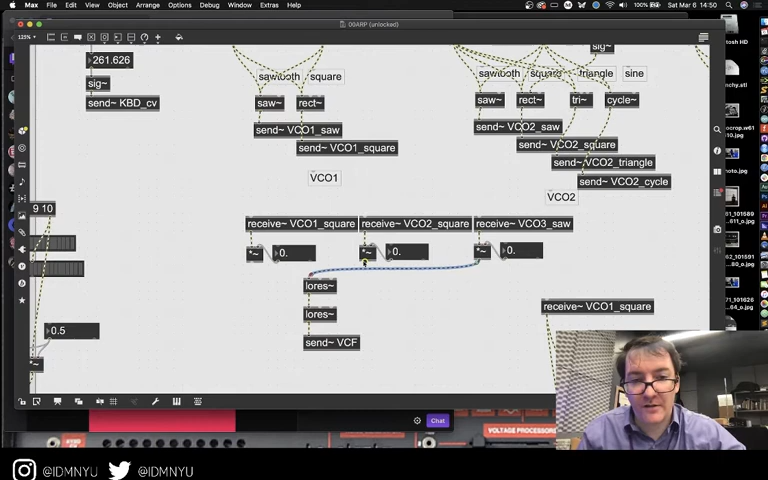 Max File Edit View Object Arrange Options Debug Window Extras Help
100% Sat Mar 6 14:50
00ARP (unlocked)
125%
261.626
sig~
send~ KBD_cv
sawtooth square
saw~ rect~
send~ VCO1_saw
send~ VCO1_square
VCO1
sig~
sawtooth square triangle sine
saw~ rect~ tri~ cycle~
send~ VCO2_saw
send~ VCO2_square
send~ VCO2_triangle
send~ VCO2_cycle
VCO2
9 10
receive~ VCO1_square receive~ VCO2_square receive~ VCO3_saw
*~ 0. *~ 0. *~ 0.
lores~
lores~
send~ VCF
receive~ VCO1_square
0.5
*~
Chat
VOLTAGE PROCESSORS
@IDMNYU @IDMNYU